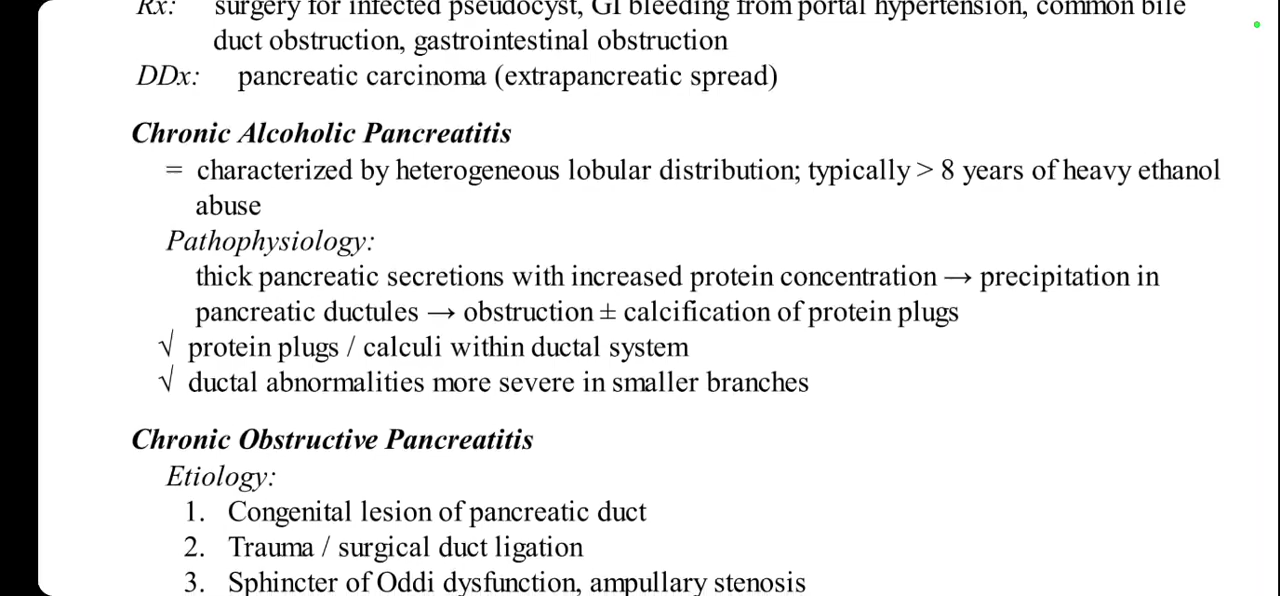 Rx: surgery for infected pseudocyst, GI bleeding from portal hypertension, common bile
duct obstruction, gastrointestinal obstruction
DDx: pancreatic carcinoma (extrapancreatic spread)
Chronic Alcoholic Pancreatitis
= characterized by heterogeneous lobular distribution; typically > 8 years of heavy ethanol
abuse
Pathophysiology:
thick pancreatic secretions with increased protein concentration → precipitation in
pancreatic ductules → obstruction ± calcification of protein plugs
√ protein plugs / calculi within ductal system
√ ductal abnormalities more severe in smaller branches
Chronic Obstructive Pancreatitis
Etiology:
1. Congenital lesion of pancreatic duct
2. Trauma / surgical duct ligation
3. Sphincter of Oddi dysfunction, ampullary stenosis